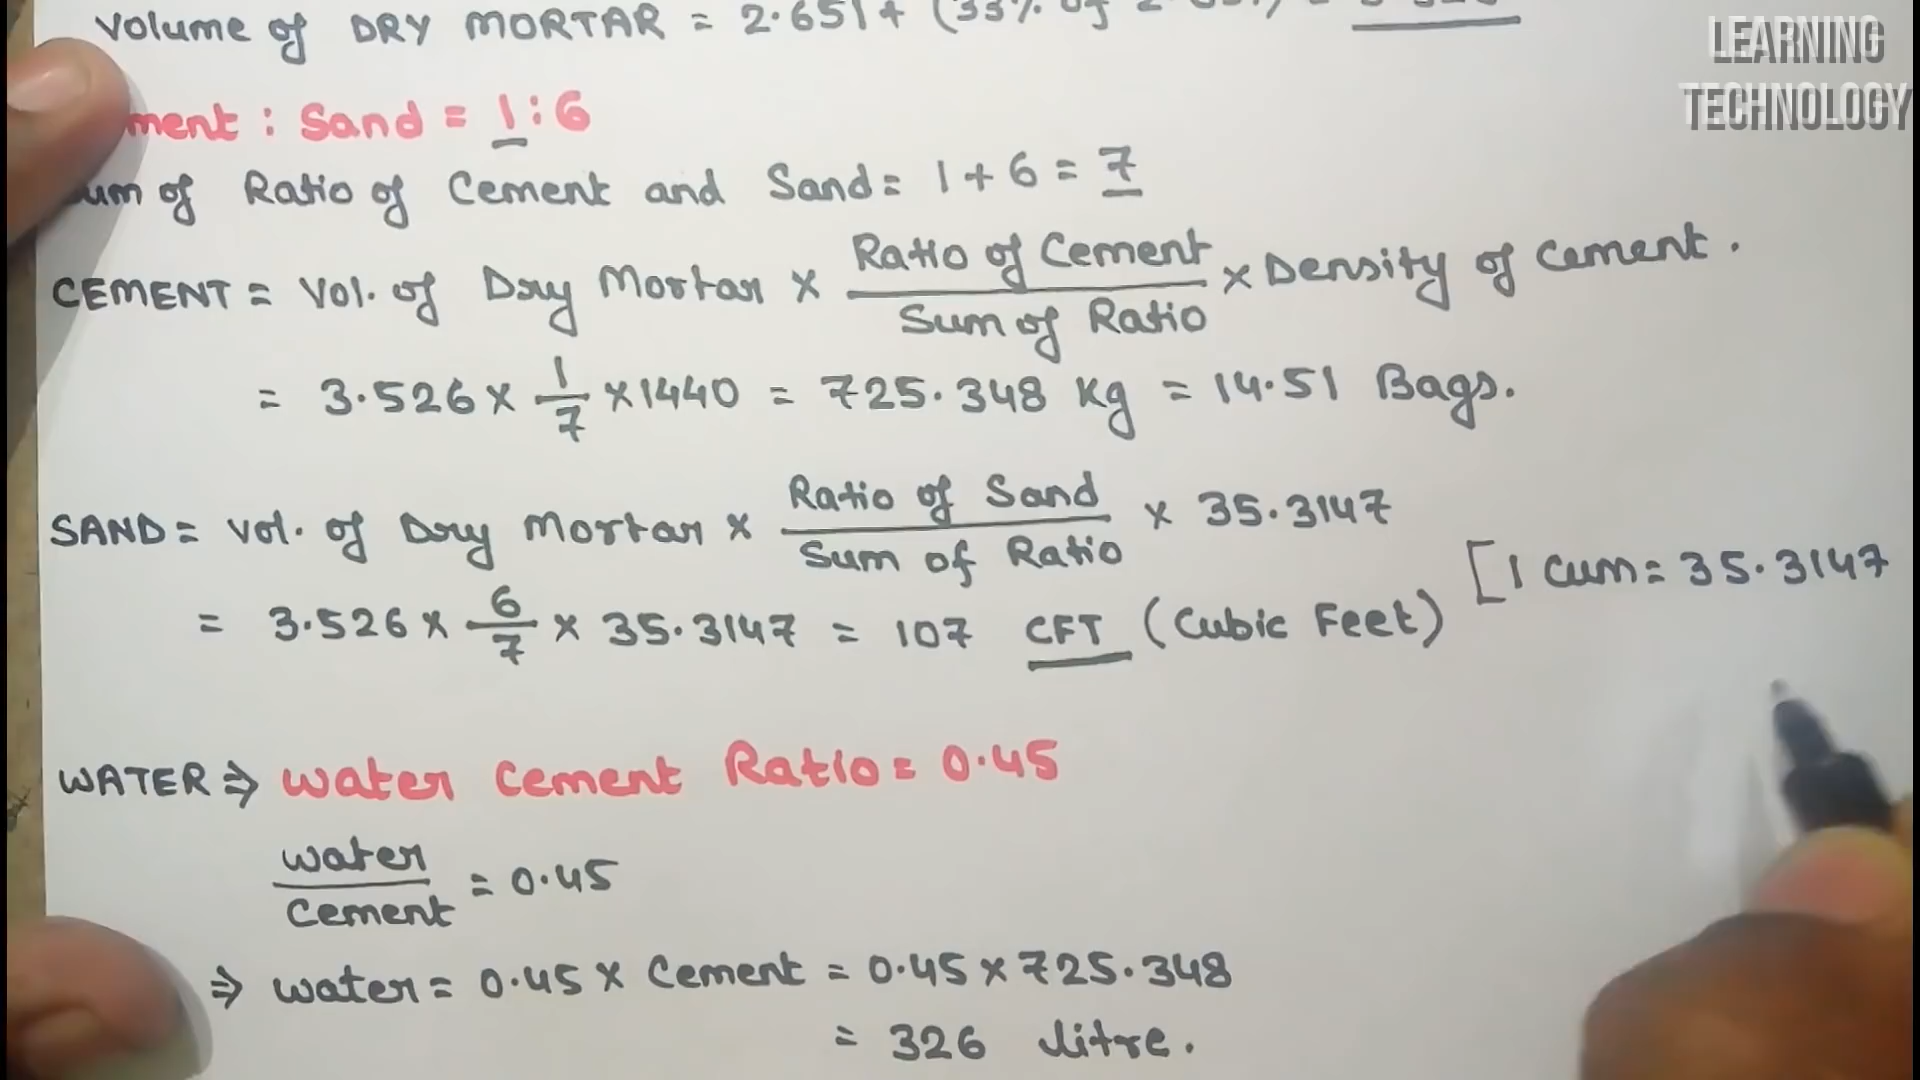 Volume of DRY MORTAR = 2.651 + (33% of
LEARNING
TECHNOLOGY
ment : Sand = 1:6
um of Ratio of Cement and Sand = 1 + 6 = 7
CEMENT = Vol. of Dry Mortar × Ratio of Cement / Sum of Ratio × Density of Cement.
= 3.526 × 1/7 × 1440 = 725.348 Kg = 14.51 Bags.
SAND = Vol. of Dry Mortar × Ratio of Sand / Sum of Ratio × 35.3147
[1 Cum = 35.3147
= 3.526 × 6/7 × 35.3147 = 107 CFT (Cubic Feet)
WATER ⇒ Water Cement Ratio = 0.45
Water / Cement = 0.45
⇒ Water = 0.45 × Cement = 0.45 × 725.348
= 326 litre.